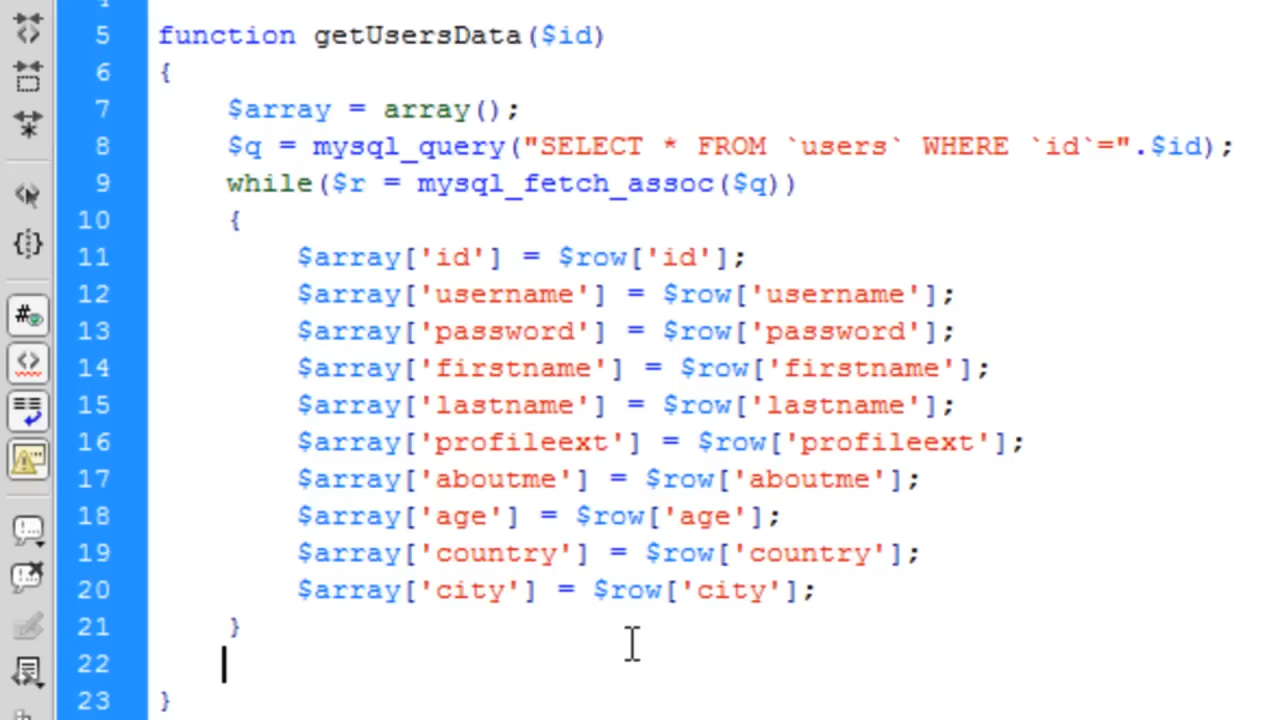 5 function getUsersData($id)
6 {
7 $array = array();
8 $q = mysql_query("SELECT * FROM `users` WHERE `id`=".$id);
9 while($r = mysql_fetch_assoc($q))
10 {
11 $array['id'] = $row['id'];
12 $array['username'] = $row['username'];
13 $array['password'] = $row['password'];
14 $array['firstname'] = $row['firstname'];
15 $array['lastname'] = $row['lastname'];
16 $array['profileext'] = $row['profileext'];
17 $array['aboutme'] = $row['aboutme'];
18 $array['age'] = $row['age'];
19 $array['country'] = $row['country'];
20 $array['city'] = $row['city'];
21 }
22
23 }